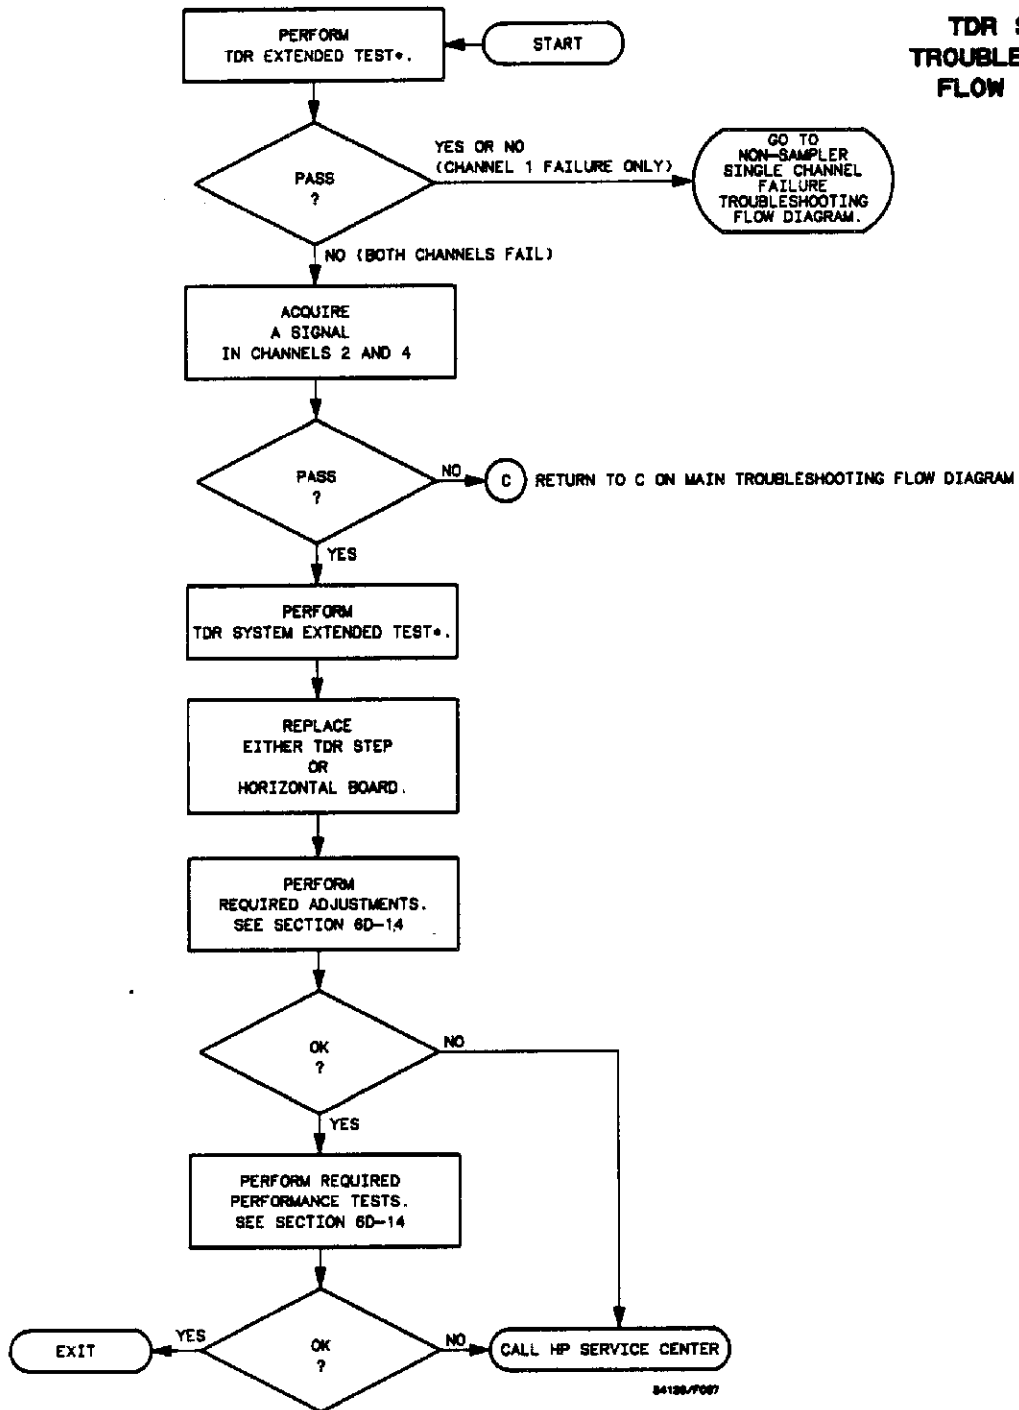 TDR S
TROUBLE
FLOW
PERFORM
TDR EXTENDED TEST*.
START
PASS
?
YES OR NO
(CHANNEL 1 FAILURE ONLY)
GO TO
NON-SAMPLER
SINGLE CHANNEL
FAILURE
TROUBLESHOOTING
FLOW DIAGRAM.
NO (BOTH CHANNELS FAIL)
ACQUIRE
A SIGNAL
IN CHANNELS 2 AND 4
PASS
?
NO
C
RETURN TO C ON MAIN TROUBLESHOOTING FLOW DIAGRAM
YES
PERFORM
TDR SYSTEM EXTENDED TEST*.
REPLACE
EITHER TDR STEP
OR
HORIZONTAL BOARD.
PERFORM
REQUIRED ADJUSTMENTS.
SEE SECTION 6D-14
OK
?
NO
YES
PERFORM REQUIRED
PERFORMANCE TESTS.
SEE SECTION 6D-14
OK
?
YES
EXIT
NO
CALL HP SERVICE CENTER